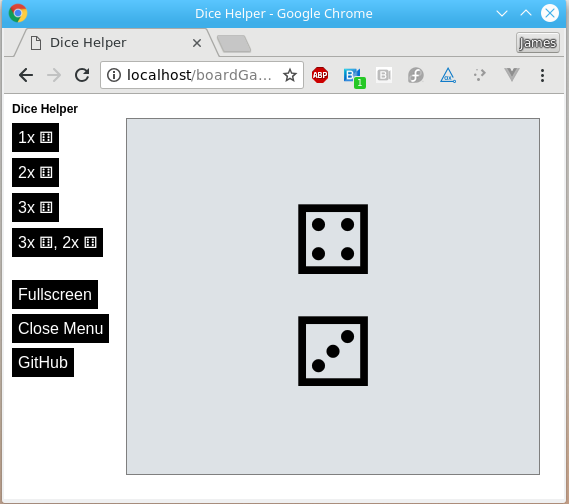 Dice Helper - Google Chrome
Dice Helper
James
localhost/boardGa...
ABP
1
Dice Helper
1x ⚅
2x ⚅
3x ⚅
3x ⚅, 2x ⚅
Fullscreen
Close Menu
GitHub